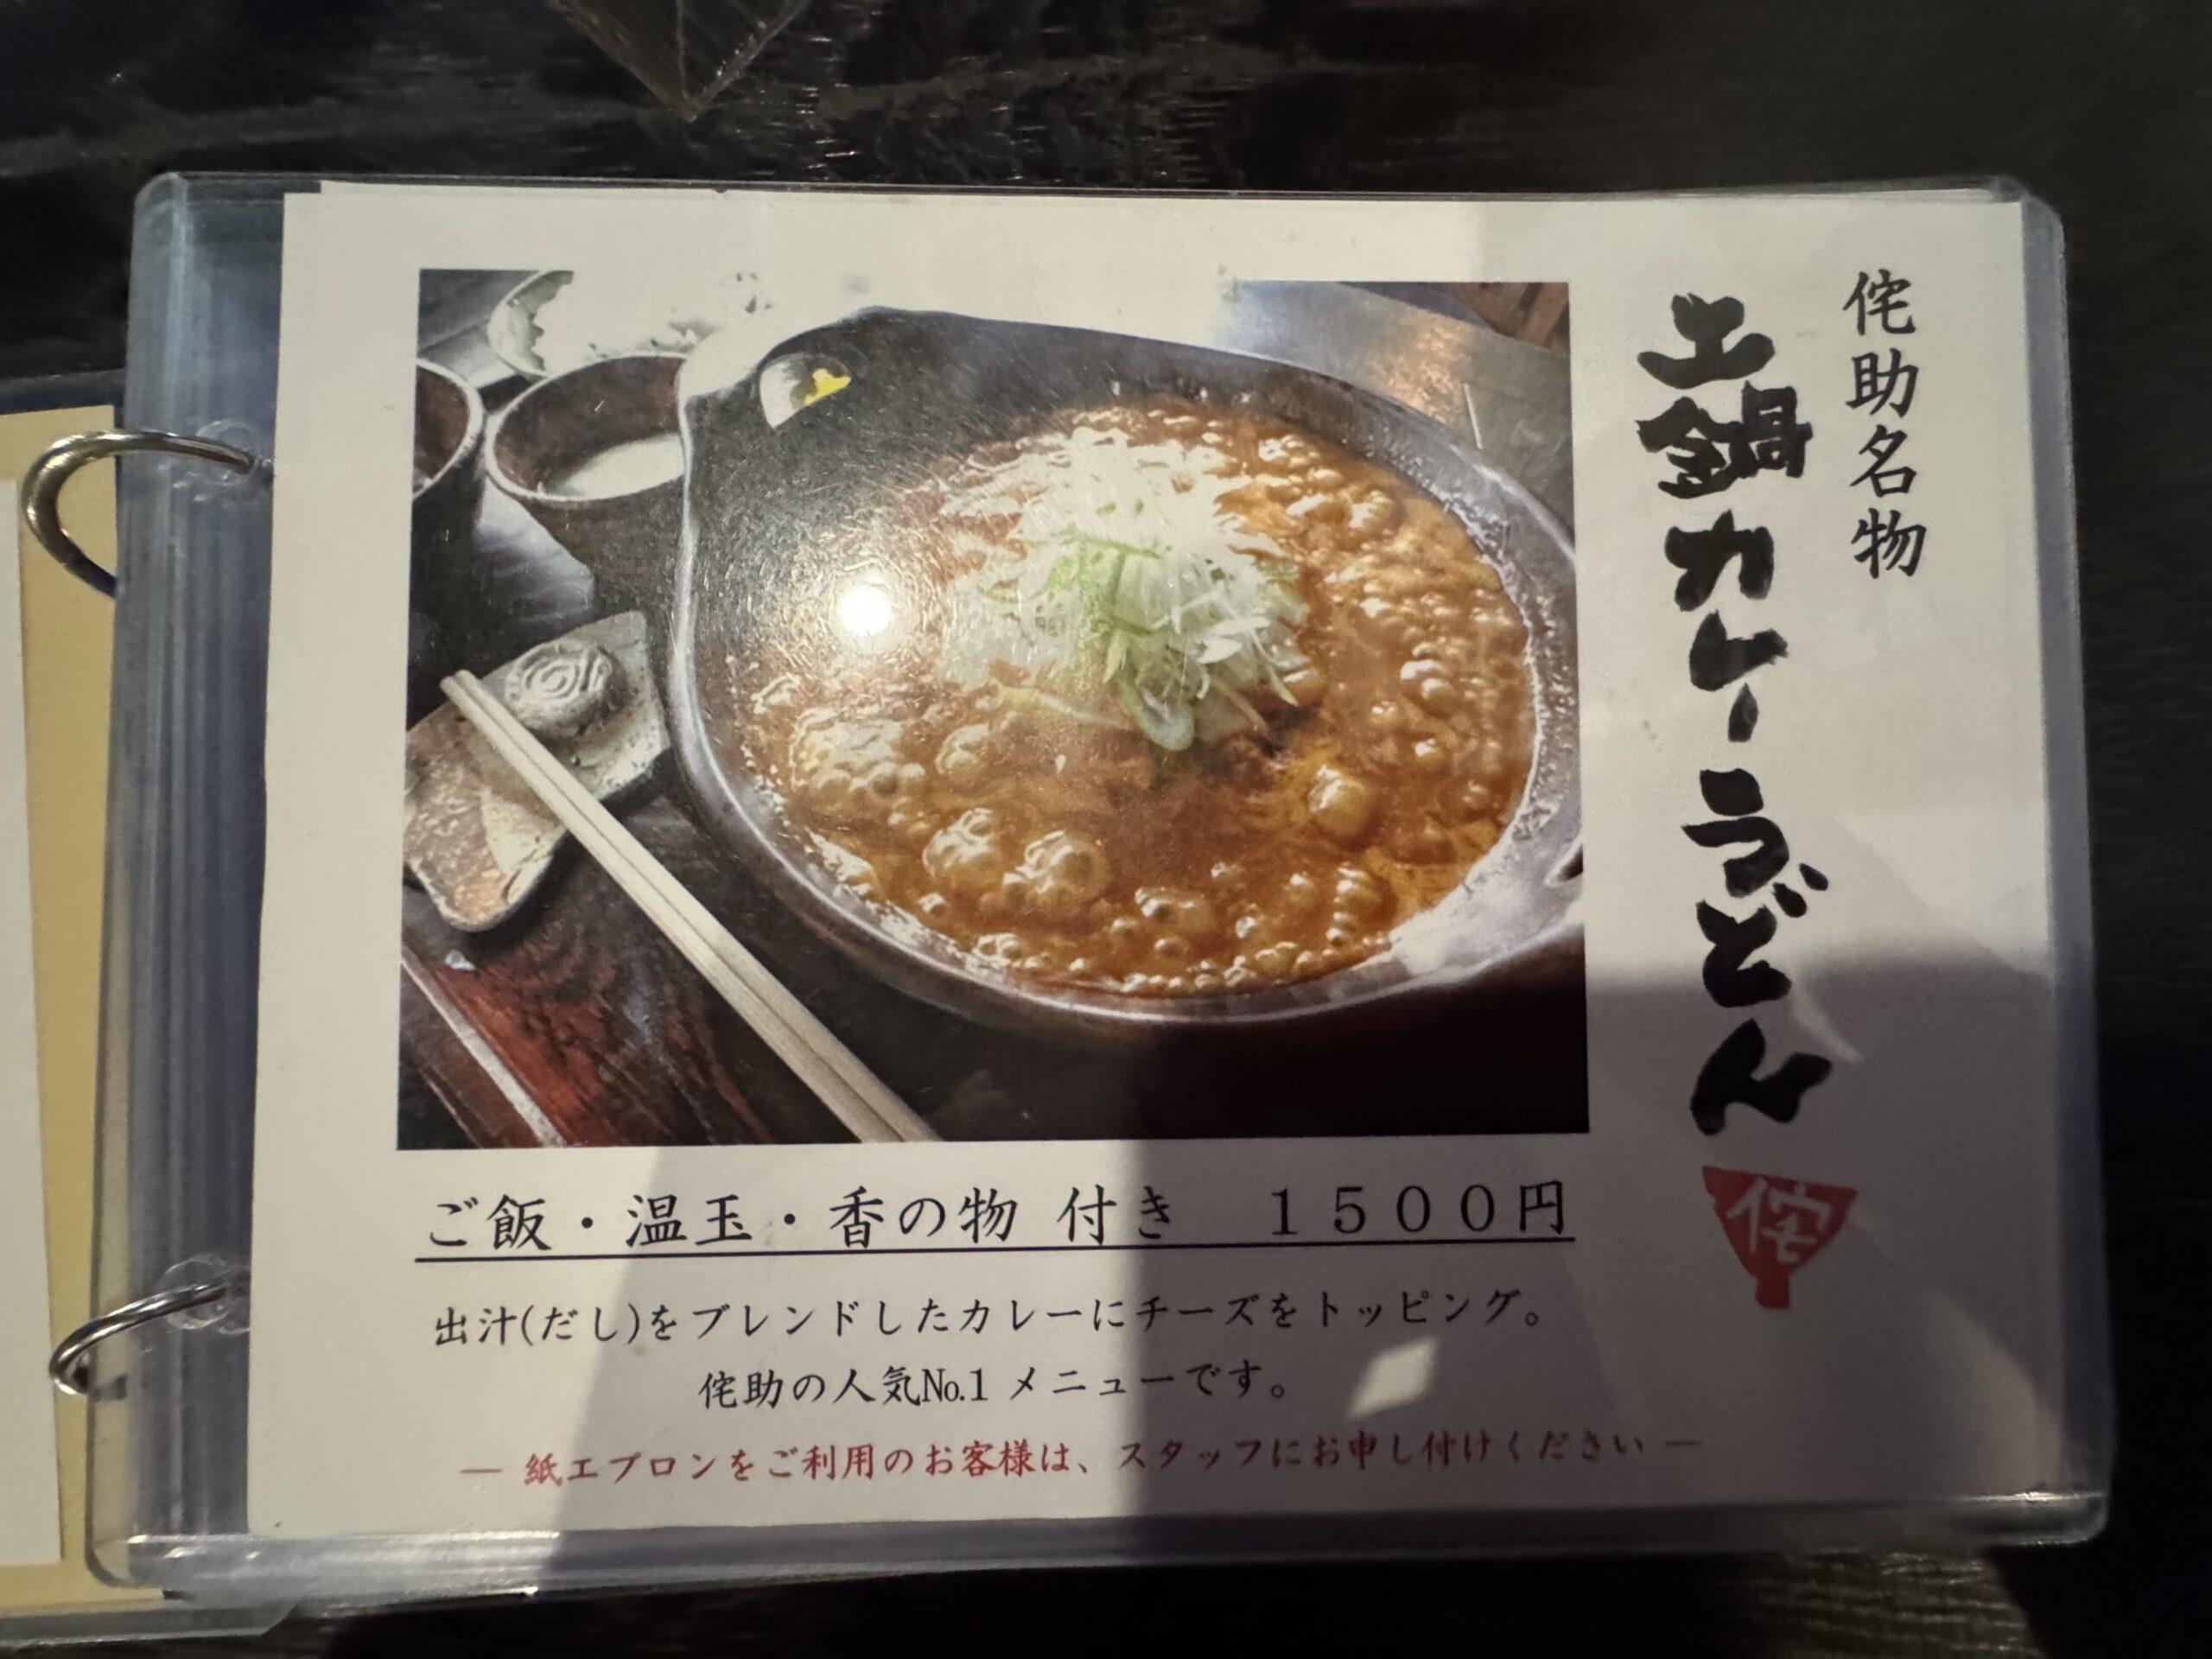 侘助名物
土鍋カレーうどん
侘
ご飯・温玉・香の物 付き　１５００円
出汁(だし)をブレンドしたカレーにチーズをトッピング。
侘助の人気№1 メニューです。
― 紙エプロンをご利用のお客様は、スタッフにお申し付けください ―